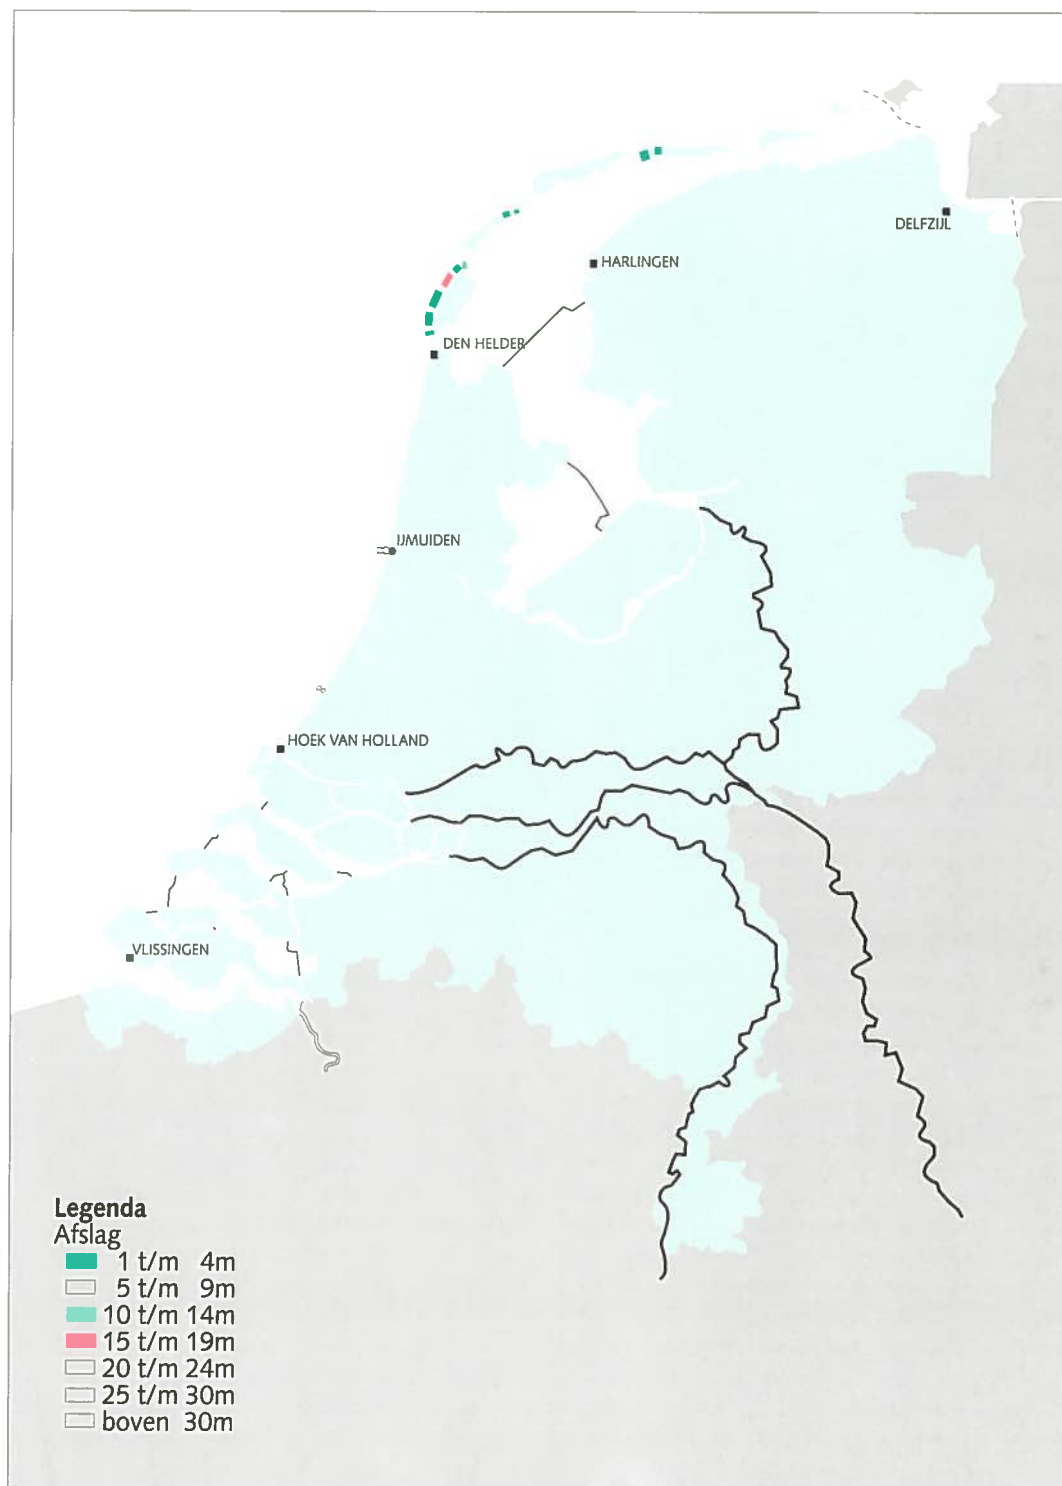 DELFZIJL
HARLINGEN
DEN HELDER
IJMUIDEN
HOEK VAN HOLLAND
VLISSINGEN
Legenda
Afslag
1 t/m 4m
5 t/m 9m
10 t/m 14m
15 t/m 19m
20 t/m 24m
25 t/m 30m
boven 30m